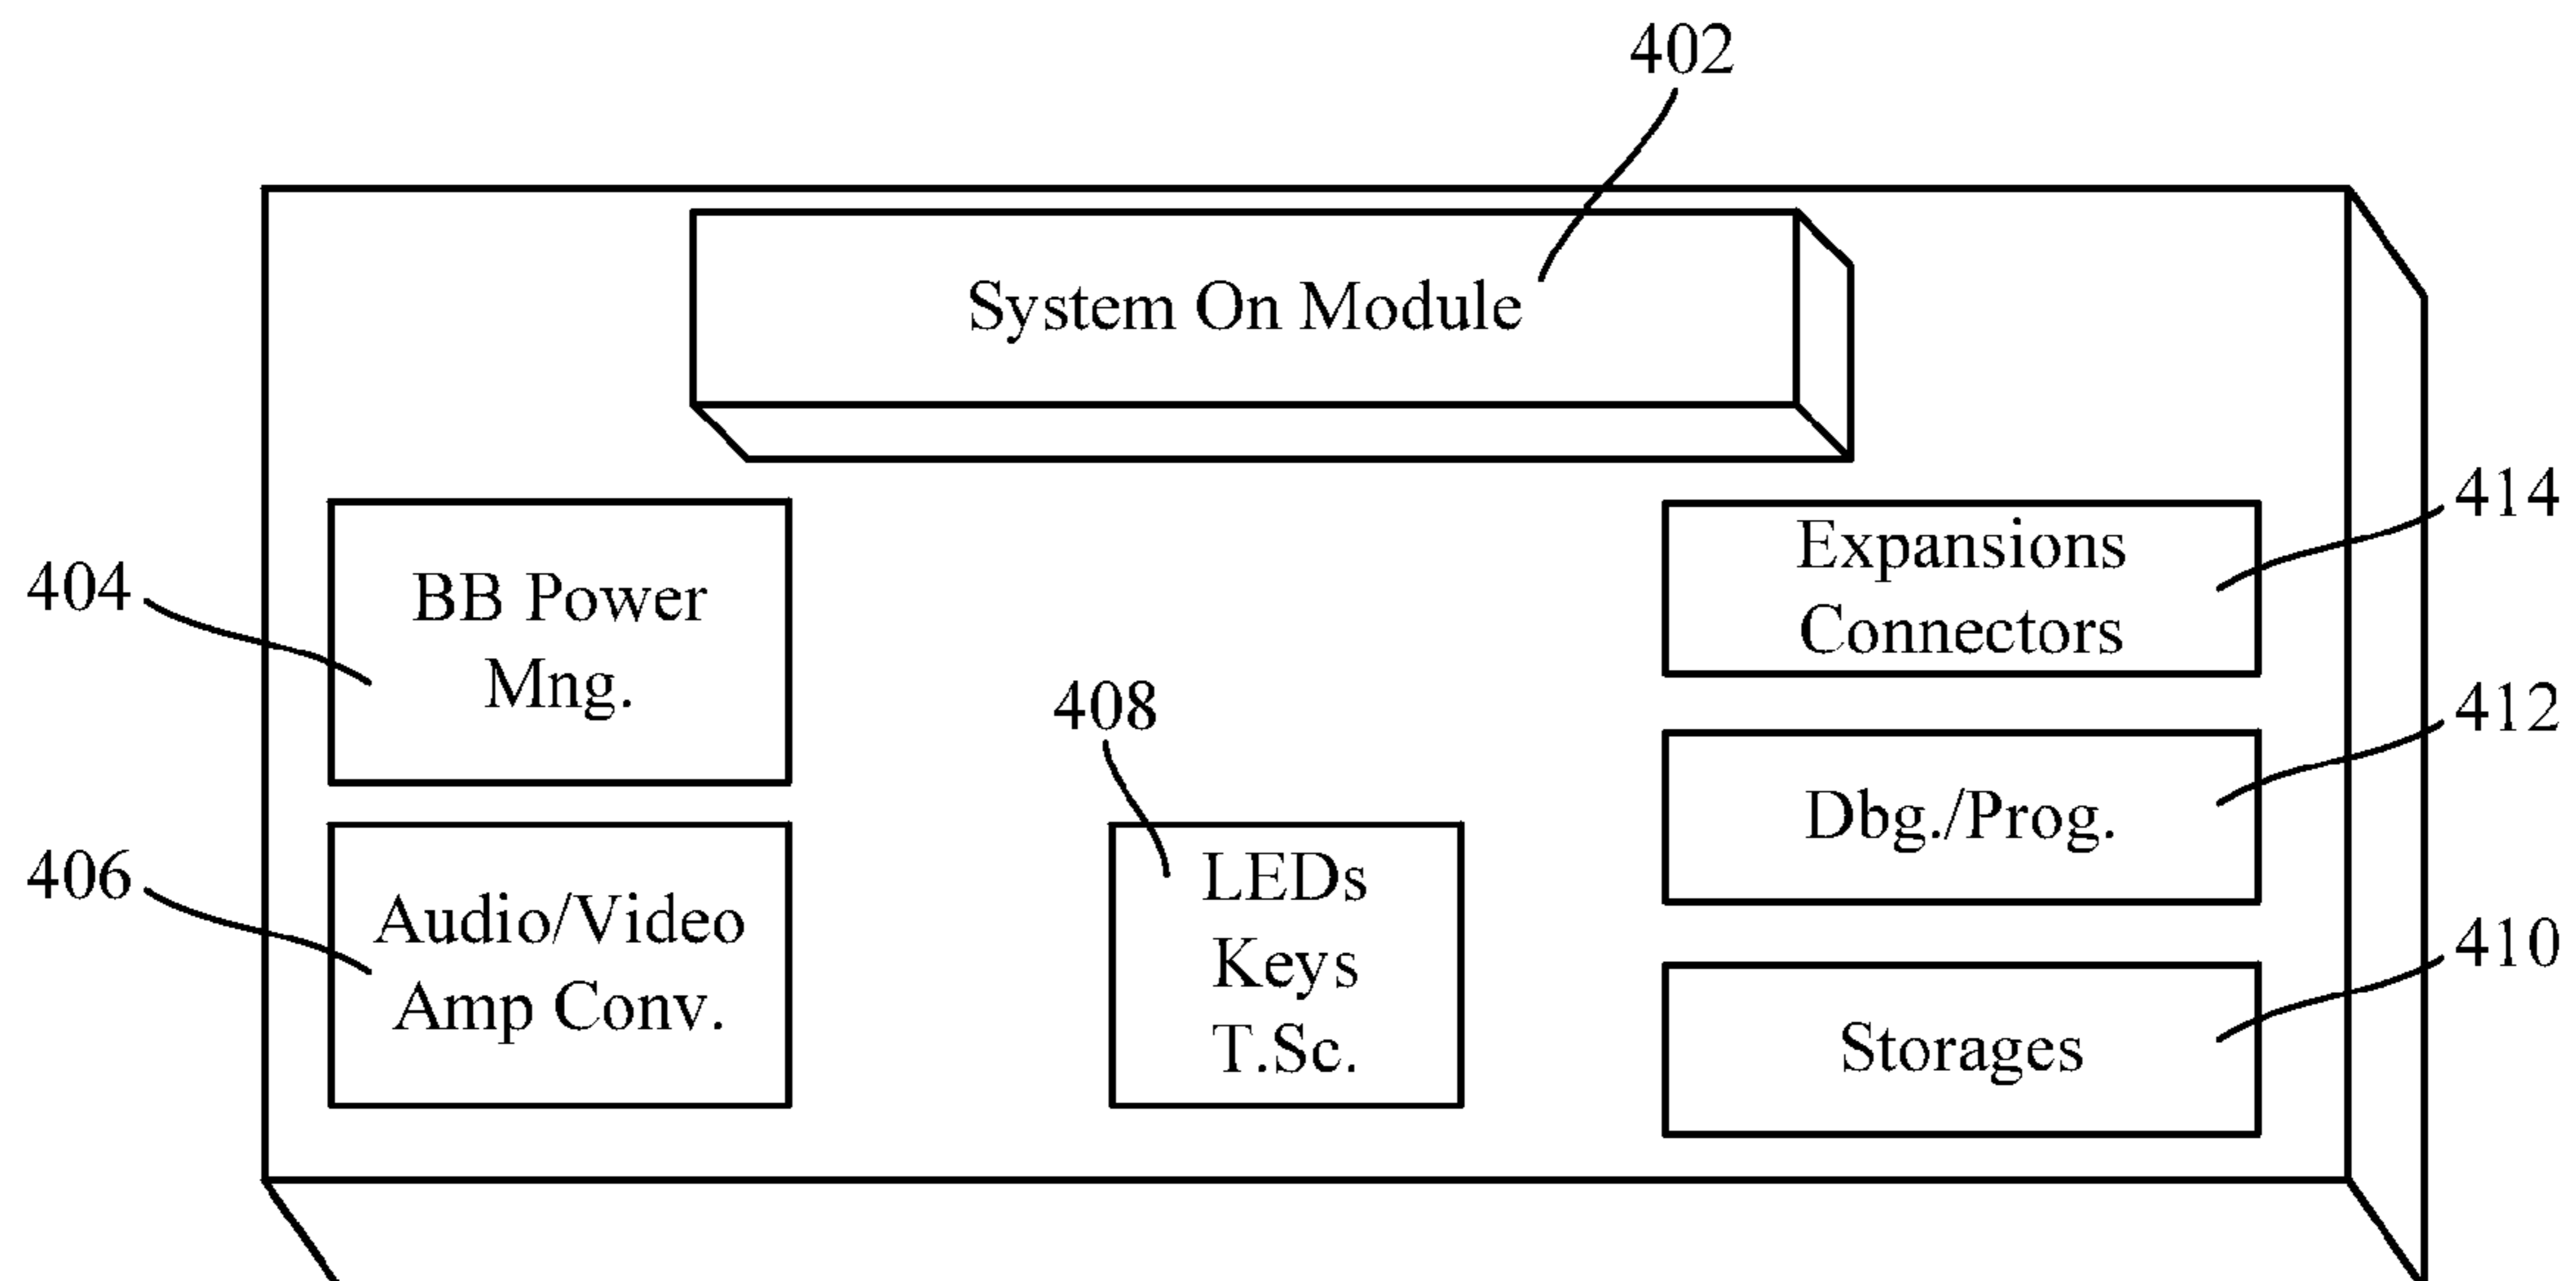 402
System On Module
414
Expansions
Connectors
404
BB Power
Mng.
408
412
Dbg./Prog.
406
Audio/Video
Amp Conv.
LEDs
Keys
T.Sc.
410
Storages